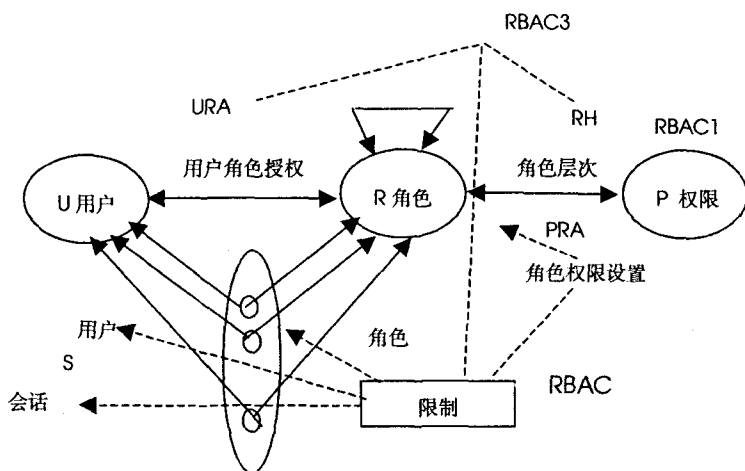 RBAC3
URA
RH
RBAC1
用户角色授权
角色层次
U 用户
R 角色
P 权限
PRA
角色权限设置
用户
角色
S
RBAC
会话
限制